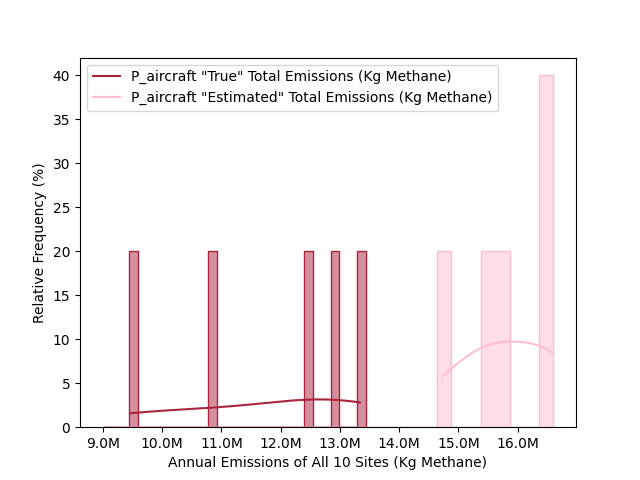 P_aircraft "True" Total Emissions (Kg Methane)
P_aircraft "Estimated" Total Emissions (Kg Methane)
40
35
30
25
20
15
10
5
0
Relative Frequency (%)
9.0M 10.0M 11.0M 12.0M 13.0M 14.0M 15.0M 16.0M
Annual Emissions of All 10 Sites (Kg Methane)